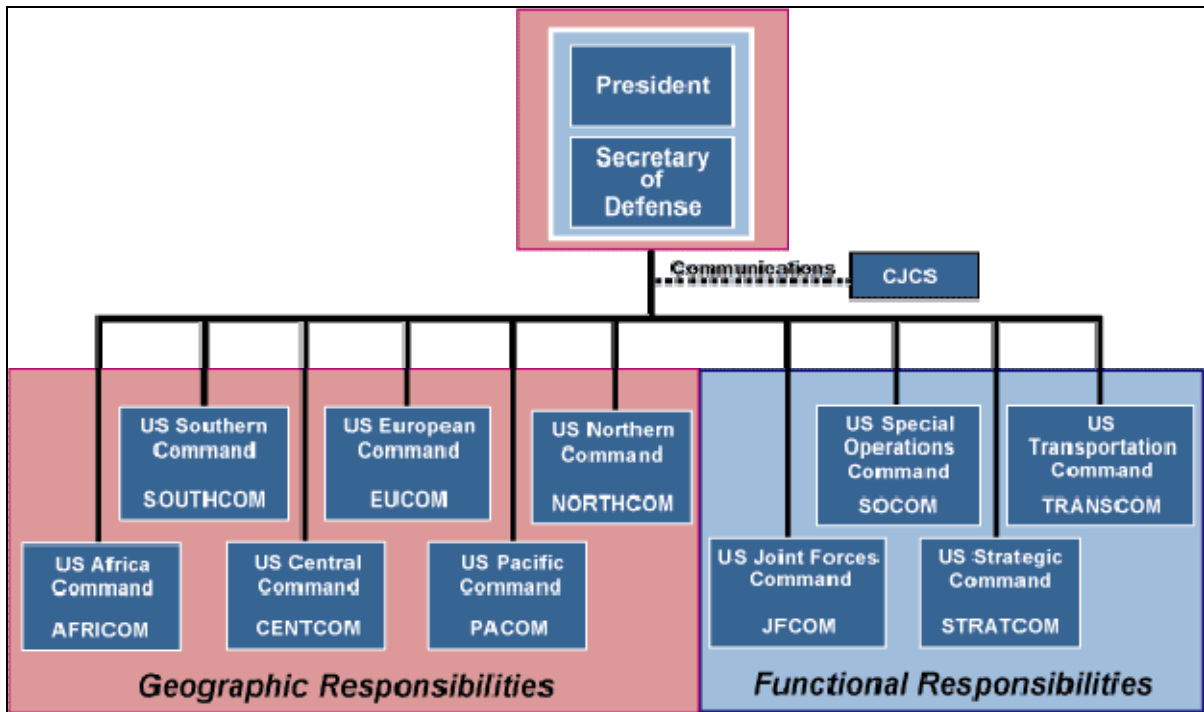 President
Secretary
of
Defense
Communications
CJCS
US Southern
Command
SOUTHCOM
US European
Command
EUCOM
US Northern
Command
NORTHCOM
US Special
Operations
Command
SOCOM
US
Transportation
Command
TRANSCOM
US Africa
Command
AFRICOM
US Central
Command
CENTCOM
US Pacific
Command
PACOM
US Joint Forces
Command
JFCOM
US Strategic
Command
STRATCOM
Geographic Responsibilities
Functional Responsibilities